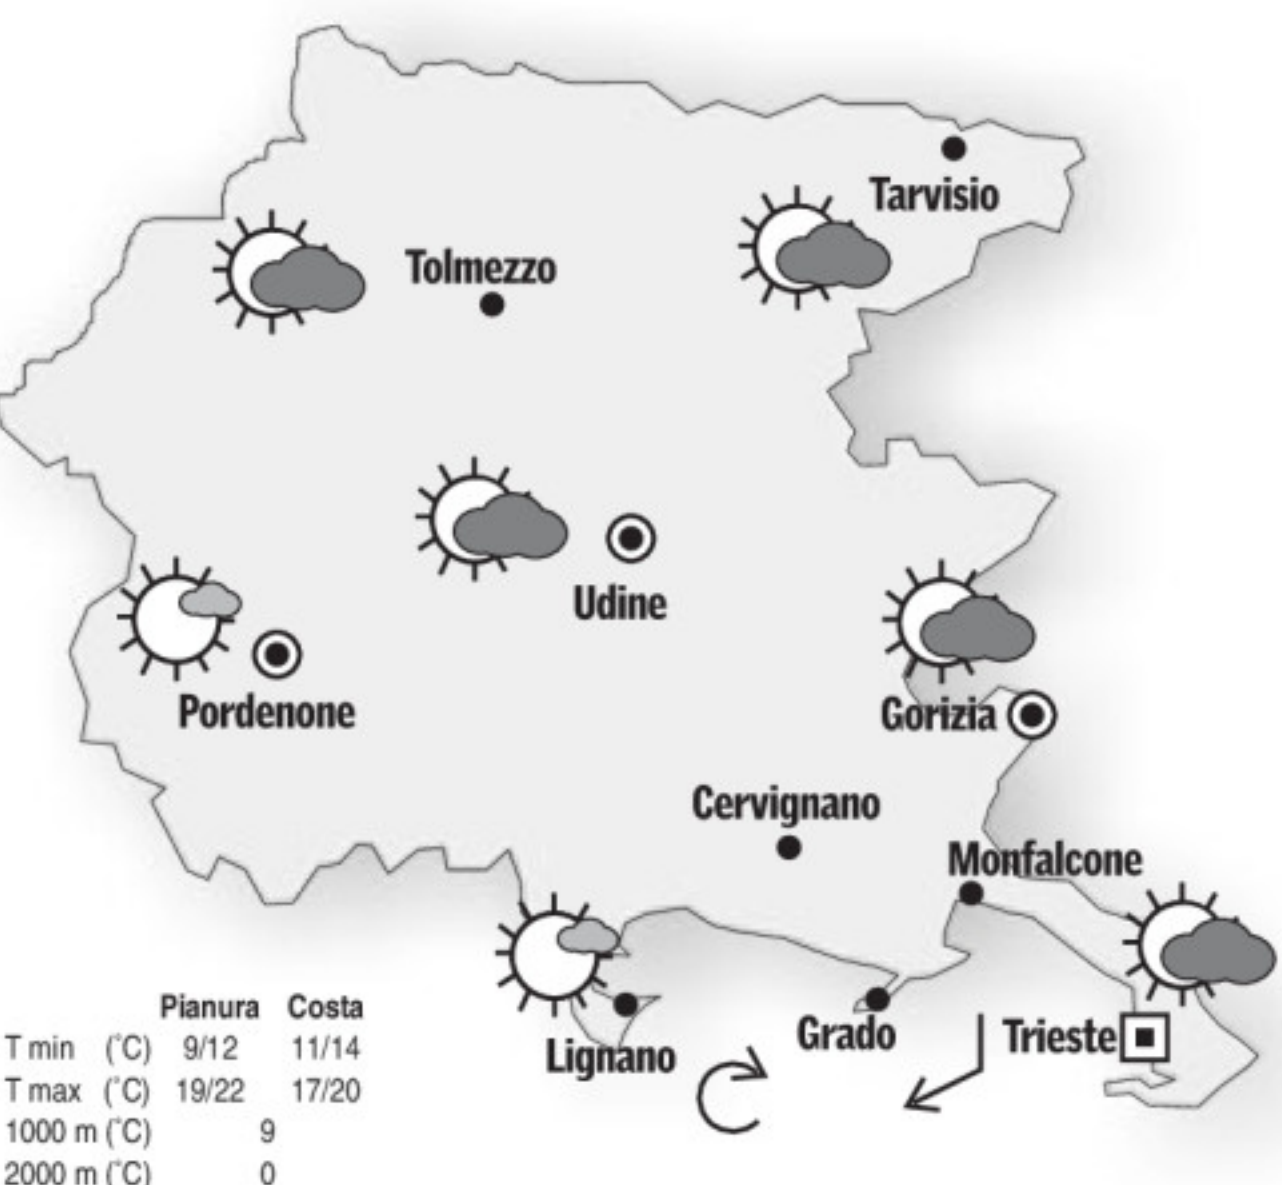 Tarvisio
Tolmezzo
Udine
Pordenone
Gorizia
Cervignano
Monfalcone
Grado
Trieste
Lignano
Pianura Costa
T min (°C) 9/12 11/14
T max (°C) 19/22 17/20
1000 m (°C) 9
2000 m (°C) 0